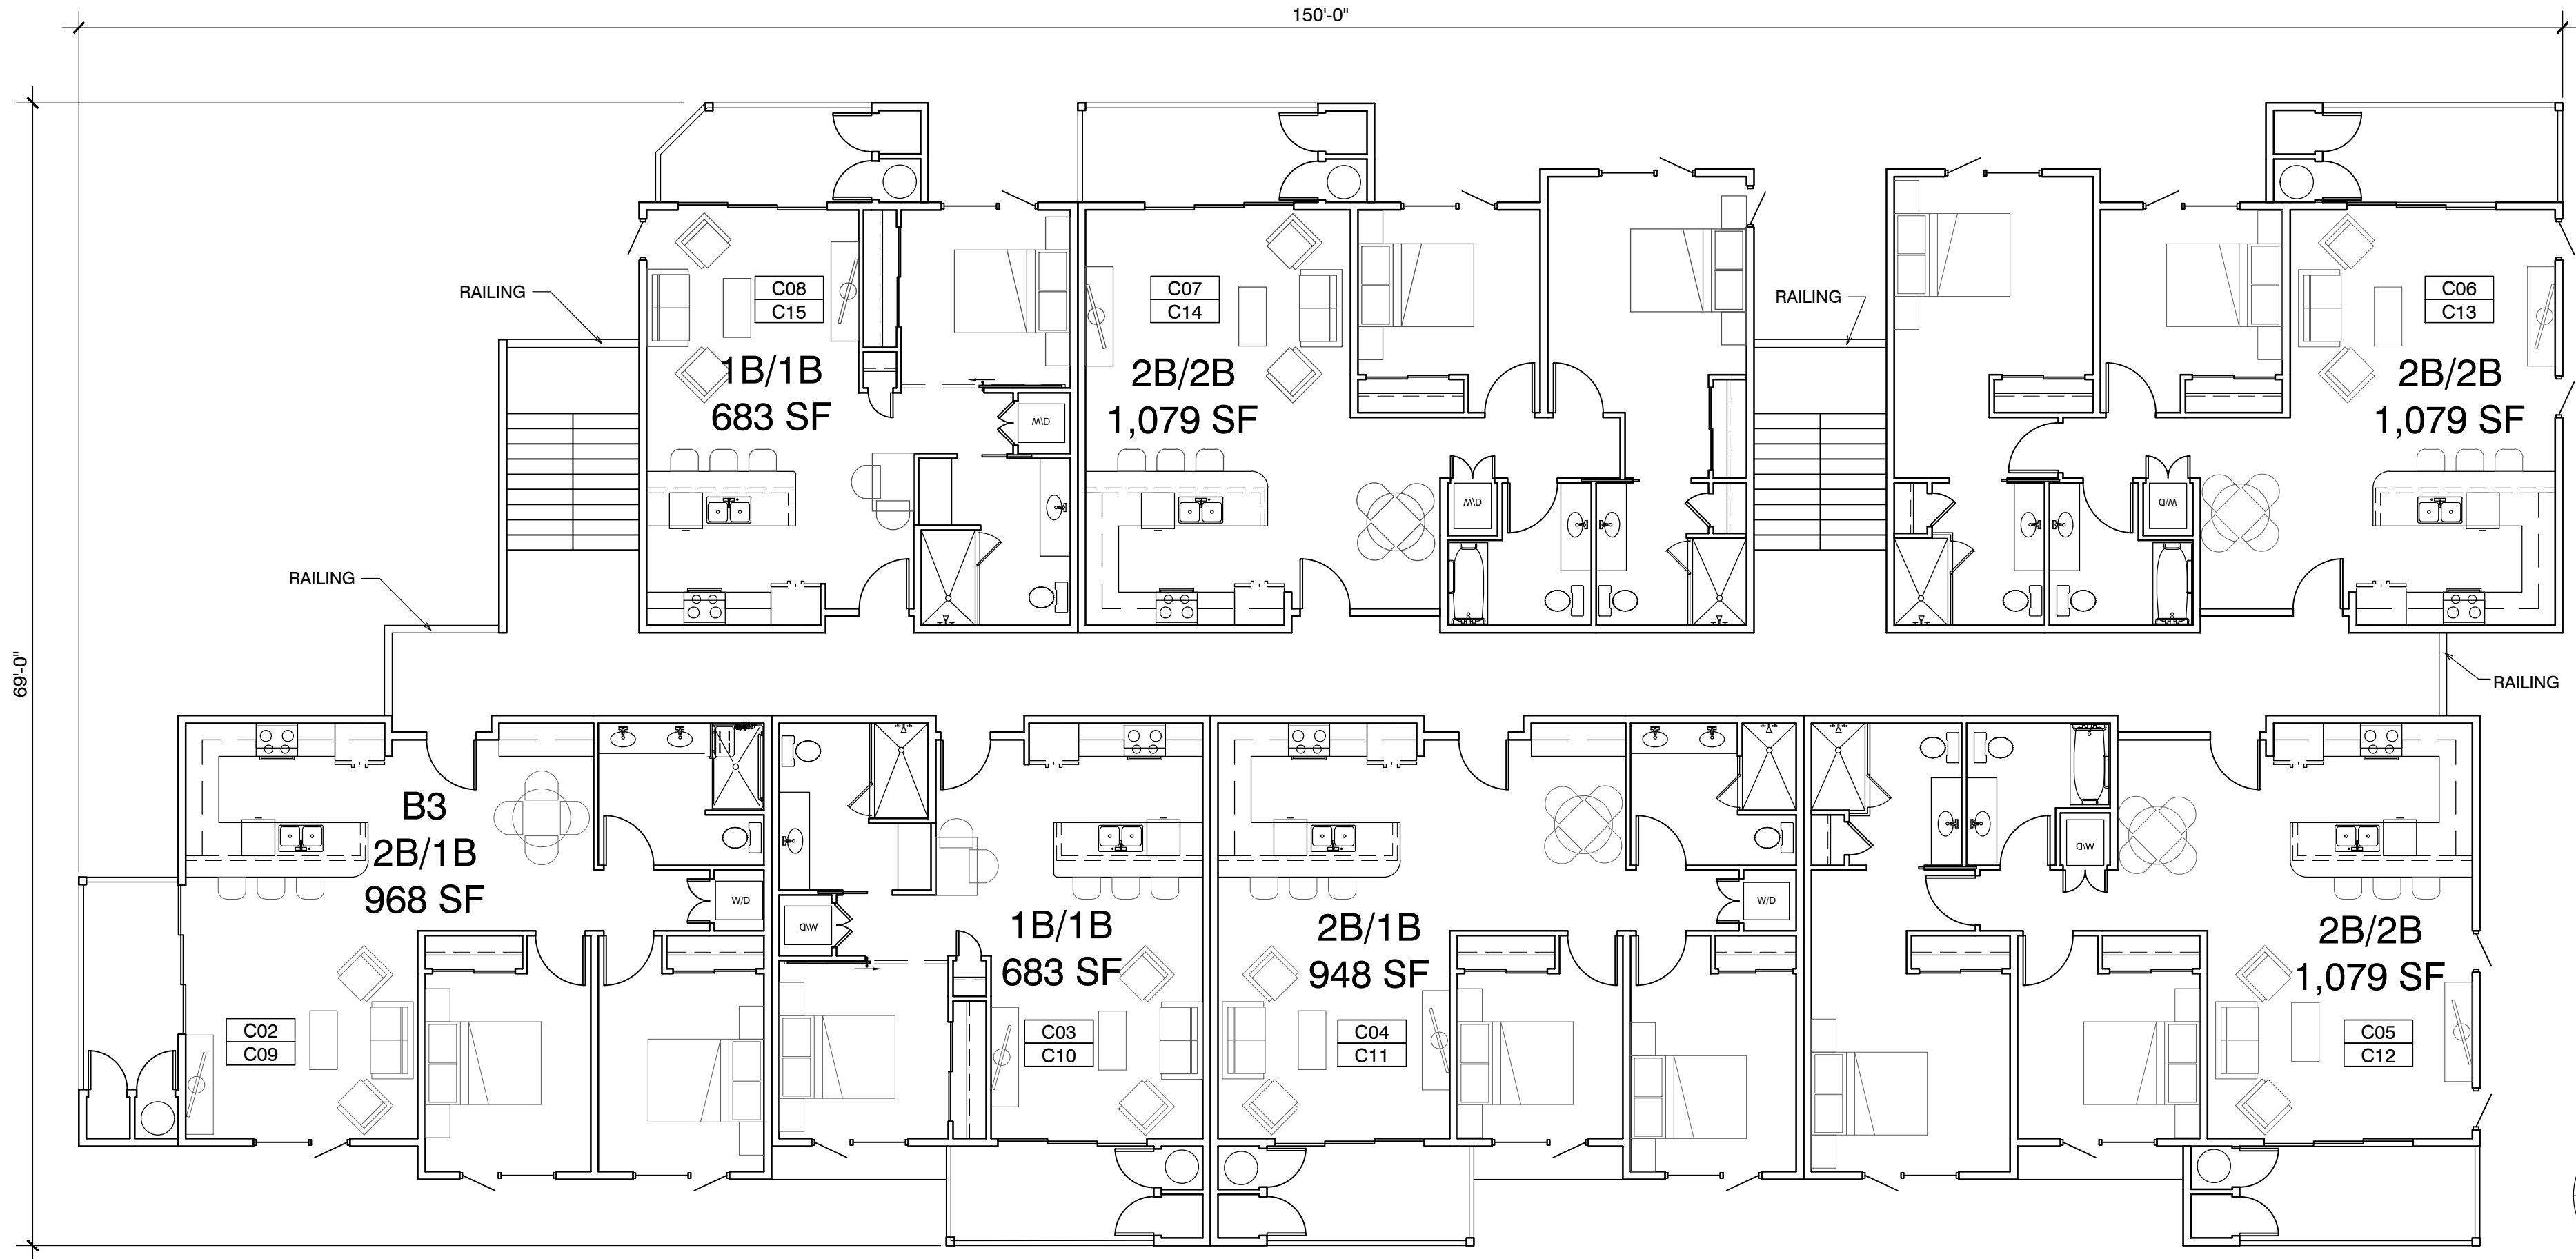 150'-0"
69'-0"
RAILING
RAILING
RAILING
RAILING
C08
C15
1B/1B
683 SF
W\D
C07
C14
2B/2B
1,079 SF
W\D
C06
C13
2B/2B
1,079 SF
W/D
B3
2B/1B
968 SF
W/D
C02
C09
W\D
1B/1B
683 SF
C03
C10
2B/1B
948 SF
W/D
C04
C11
W\D
2B/2B
1,079 SF
C05
C12